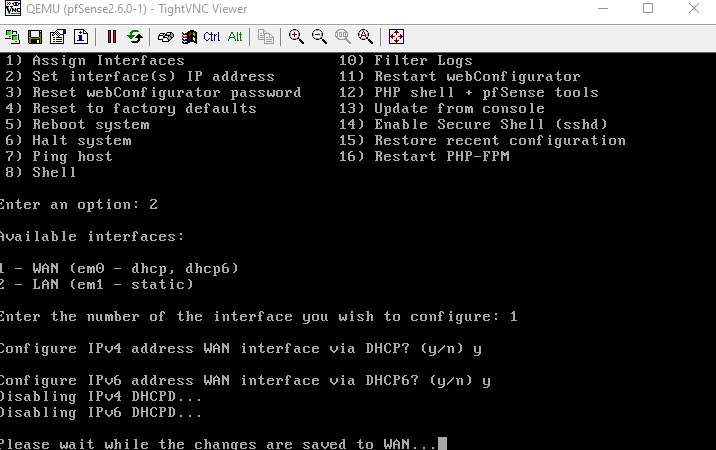 QEMU (pfSense2.6.0-1) - TightVNC Viewer
Ctrl Alt
1) Assign Interfaces 10) Filter Logs
2) Set interface(s) IP address 11) Restart webConfigurator
3) Reset webConfigurator password 12) PHP shell + pfSense tools
4) Reset to factory defaults 13) Update from console
5) Reboot system 14) Enable Secure Shell (sshd)
6) Halt system 15) Restore recent configuration
7) Ping host 16) Restart PHP-FPM
8) Shell
Enter an option: 2
Available interfaces:
1 - WAN (em0 - dhcp, dhcp6)
2 - LAN (em1 - static)
Enter the number of the interface you wish to configure: 1
Configure IPv4 address WAN interface via DHCP? (y/n) y
Configure IPv6 address WAN interface via DHCP6? (y/n) y
Disabling IPv4 DHCPD...
Disabling IPv6 DHCPD...
Please wait while the changes are saved to WAN...